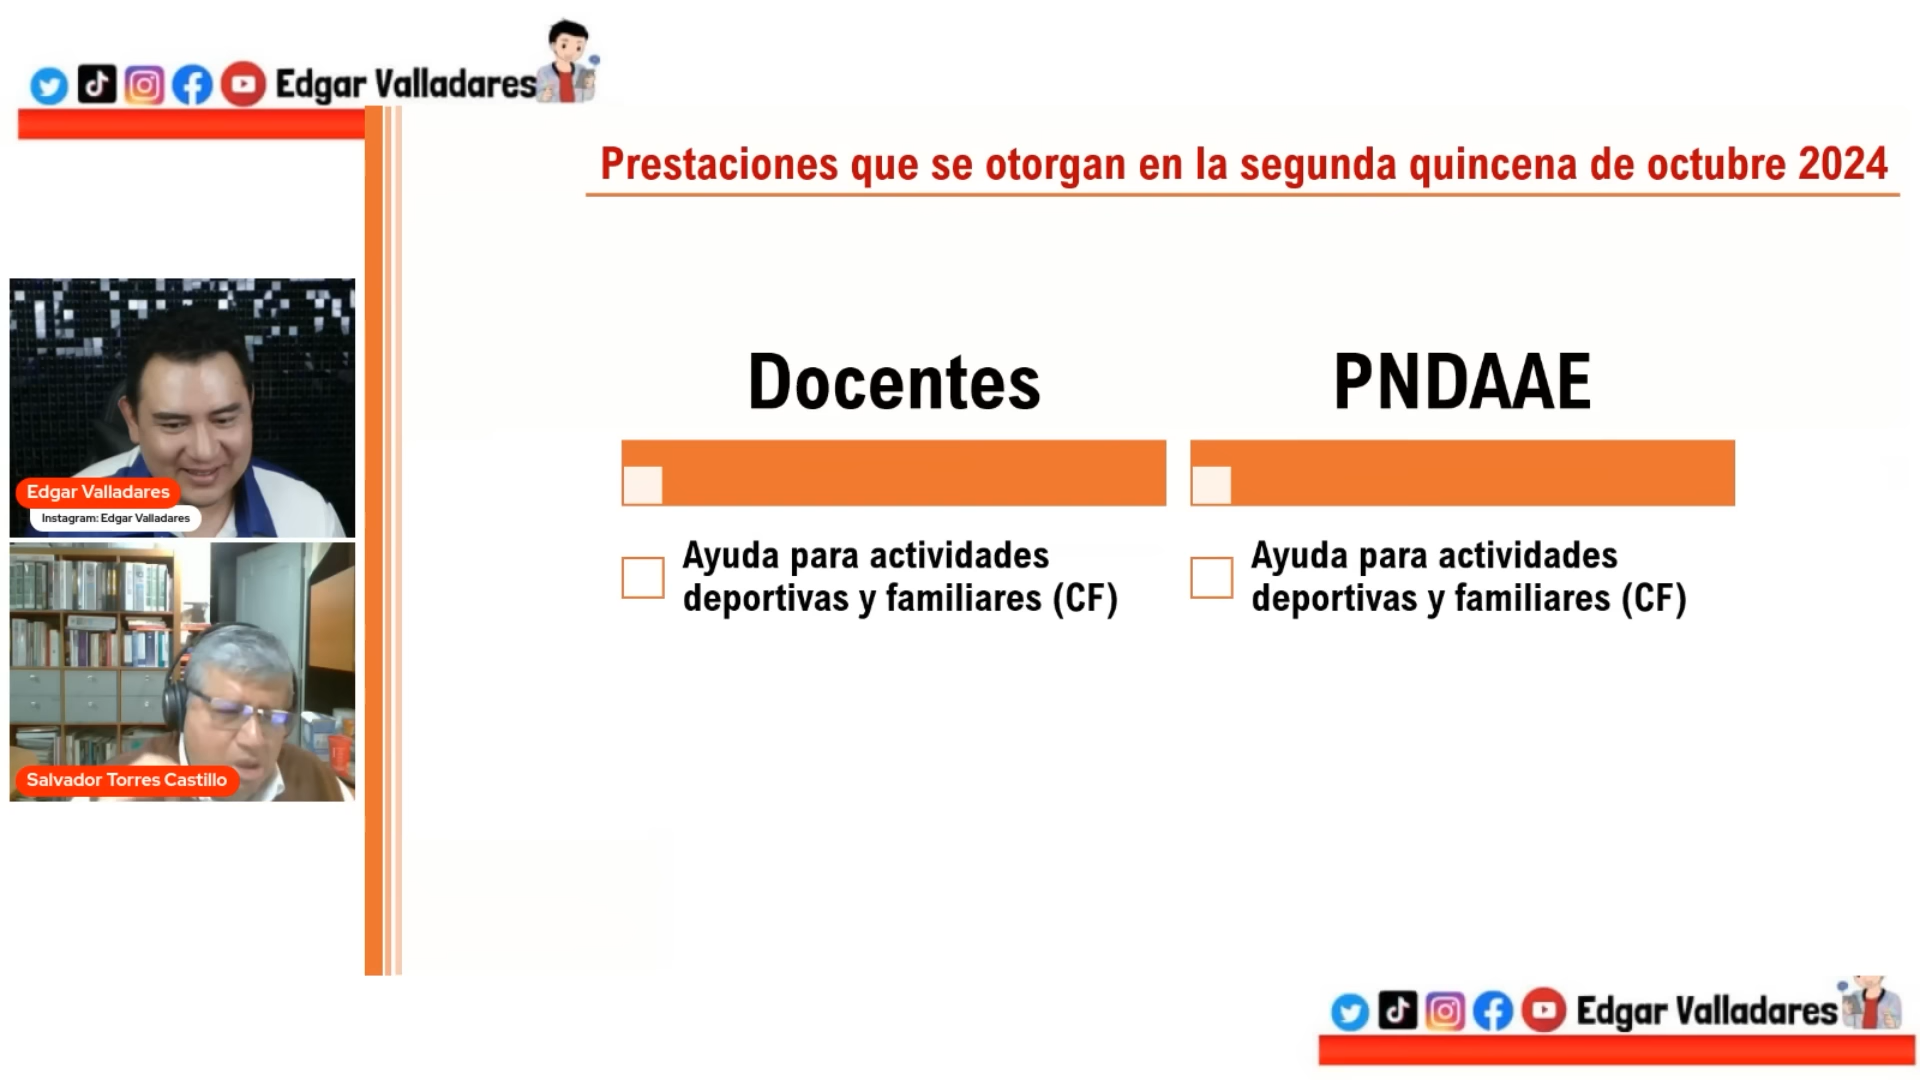 Edgar Valladares
Prestaciones que se otorgan en la segunda quincena de octubre 2024
Edgar Valladares
Instagram: Edgar Valladares
Salvador Torres Castillo
Docentes
Ayuda para actividades
deportivas y familiares (CF)
PNDAAE
Ayuda para actividades
deportivas y familiares (CF)
Edgar Valladares